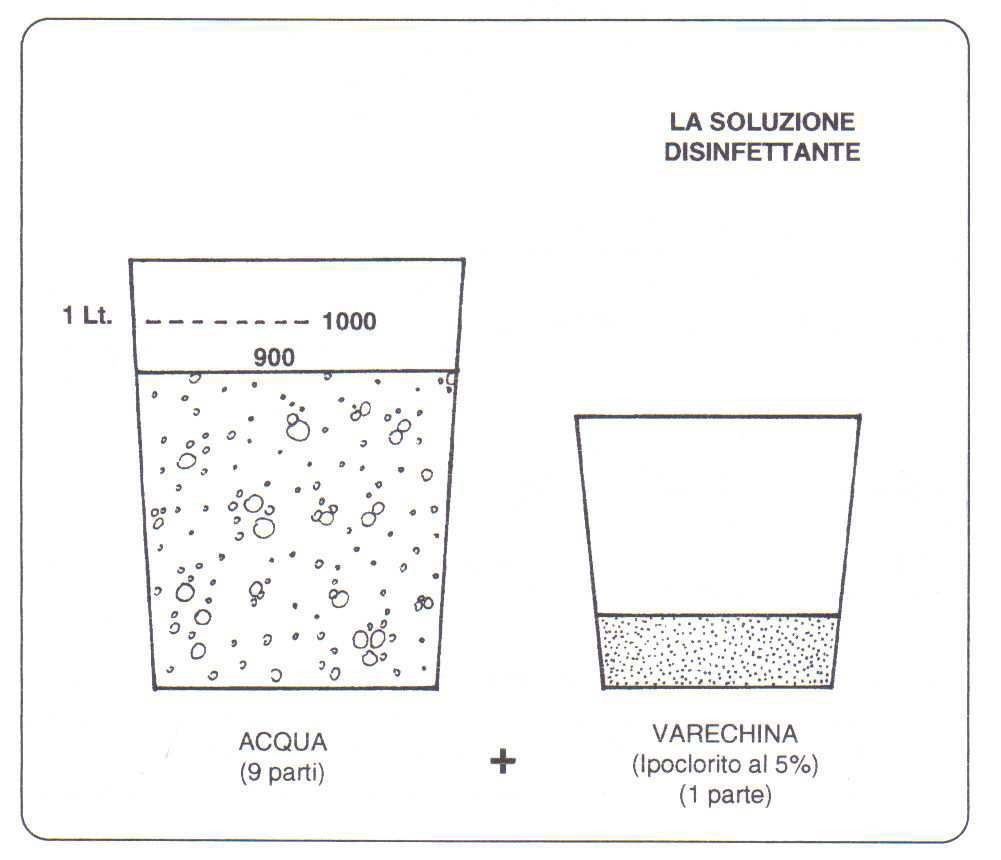 LA SOLUZIONE
DISINFETTANTE
1 Lt.
1000
900
ACQUA
(9 parti)
+
VARECHINA
(Ipoclorito al 5%)
(1 parte)